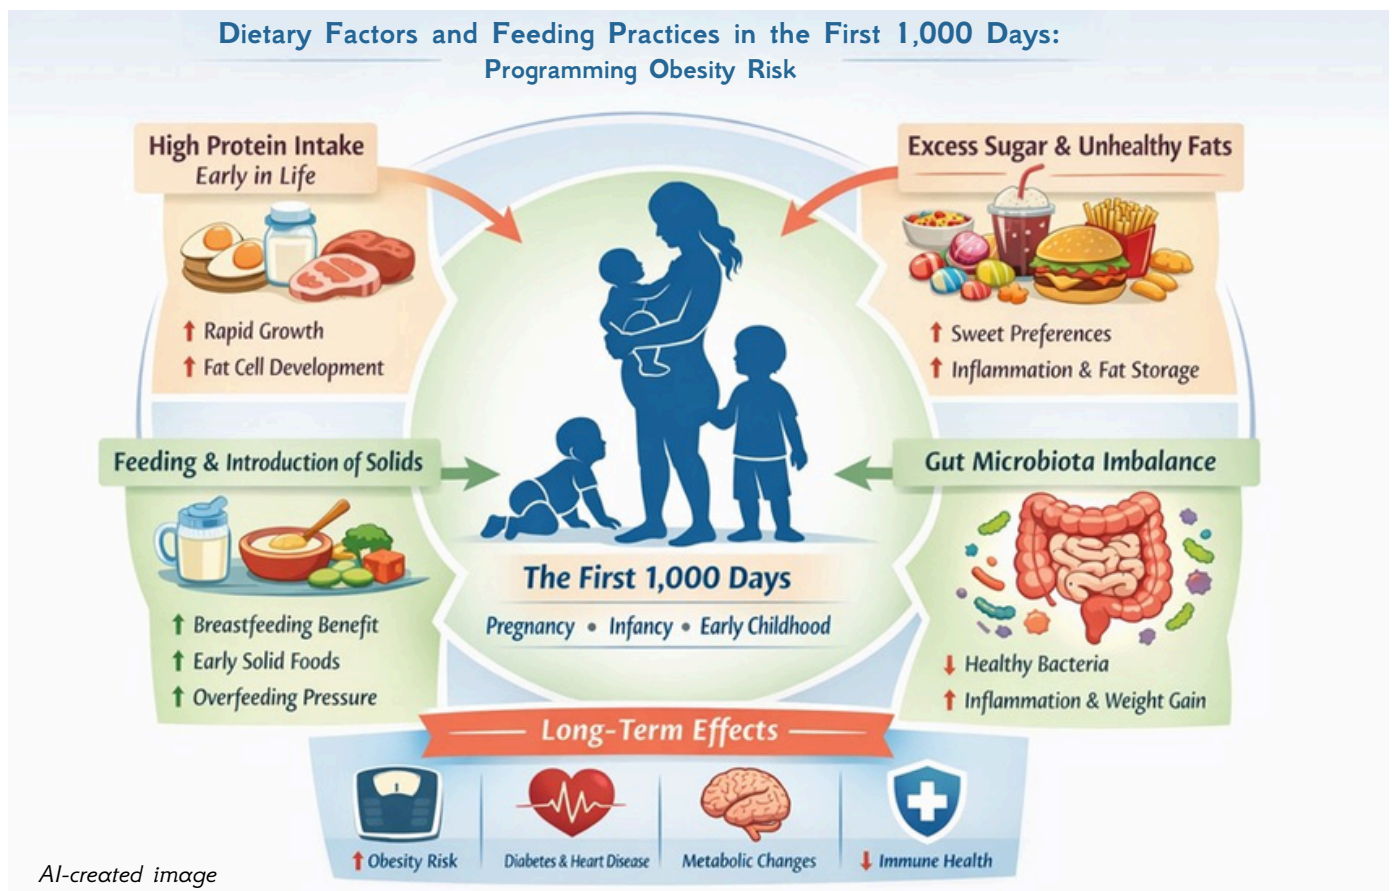 Dietary Factors and Feeding Practices in the First 1,000 Days:
Programming Obesity Risk
High Protein Intake
Early in Life
↑ Rapid Growth
↑ Fat Cell Development
Excess Sugar & Unhealthy Fats
↑ Sweet Preferences
↑ Inflammation & Fat Storage
Feeding & Introduction of Solids
↑ Breastfeeding Benefit
↑ Early Solid Foods
↑ Overfeeding Pressure
Gut Microbiota Imbalance
↓ Healthy Bacteria
↑ Inflammation & Weight Gain
The First 1,000 Days
Pregnancy • Infancy • Early Childhood
Long-Term Effects
↑ Obesity Risk
Diabetes & Heart Disease
Metabolic Changes
↓ Immune Health
AI-created image